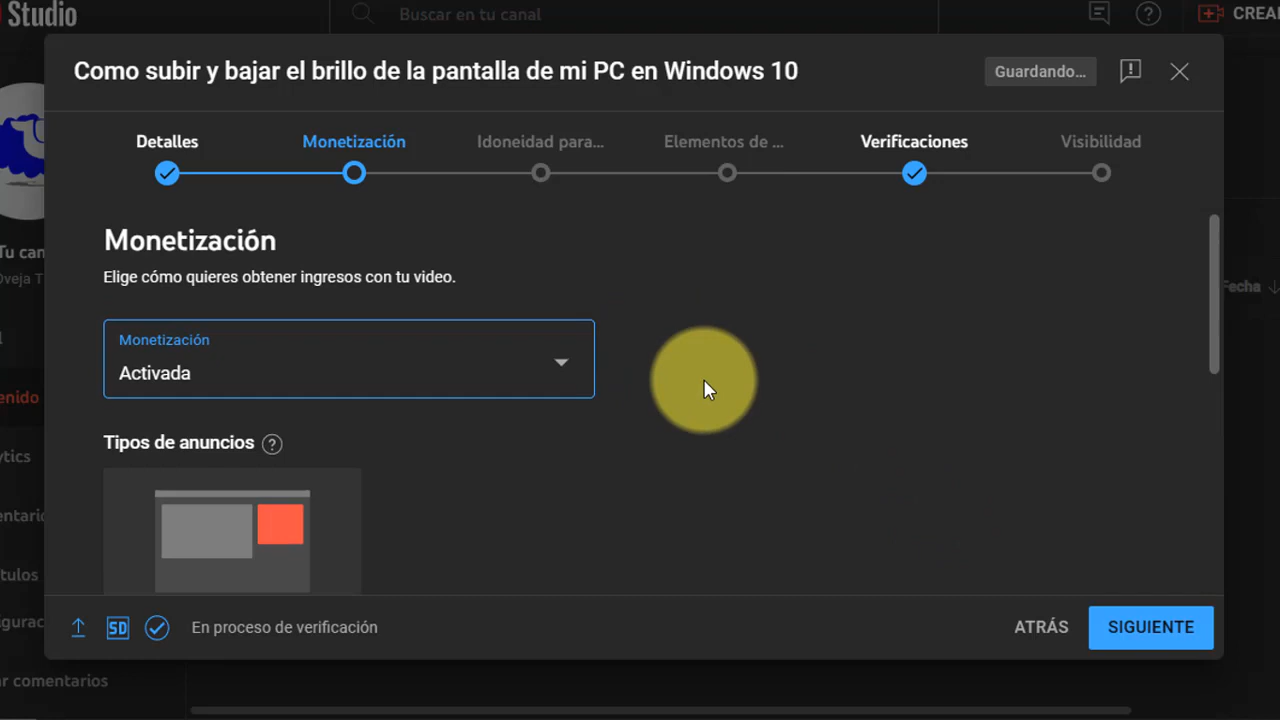 Studio
Buscar en tu canal
Como subir y bajar el brillo de la pantalla de mi PC en Windows 10
Guardando...
Detalles
Monetización
Idoneidad para...
Elementos de ...
Verificaciones
Visibilidad
Monetización
Elige cómo quieres obtener ingresos con tu video.
Monetización
Activada
Tipos de anuncios
SD
En proceso de verificación
ATRÁS
SIGUIENTE
Fecha
comentarios